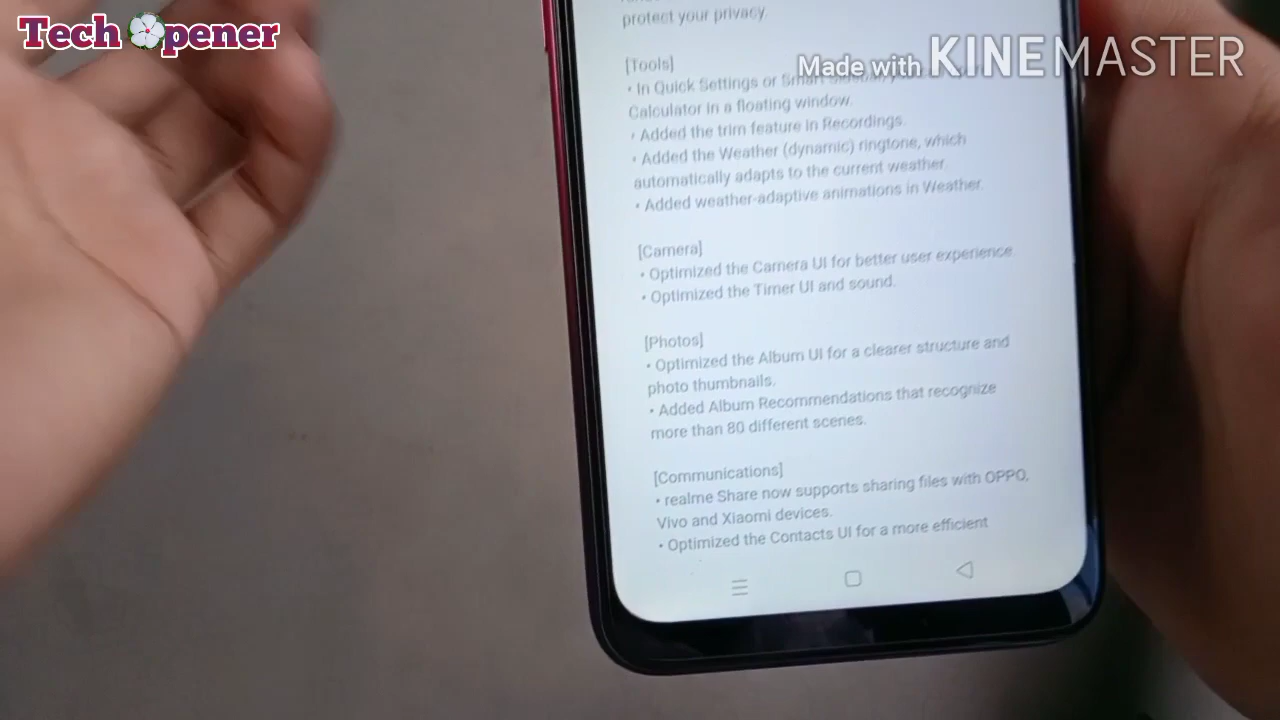 Tech Opener
Made with KINEMASTER
protect your privacy.
[Tools]
• In Quick Settings or Smart
Calculator in a floating window.
• Added the trim feature in Recordings.
• Added the Weather (dynamic) ringtone, which
automatically adapts to the current weather.
• Added weather-adaptive animations in Weather.
[Camera]
• Optimized the Camera UI for better user experience.
• Optimized the Timer UI and sound.
[Photos]
• Optimized the Album UI for a clearer structure and
photo thumbnails.
• Added Album Recommendations that recognize
more than 80 different scenes.
[Communications]
• realme Share now supports sharing files with OPPO,
Vivo and Xiaomi devices.
• Optimized the Contacts UI for a more efficient